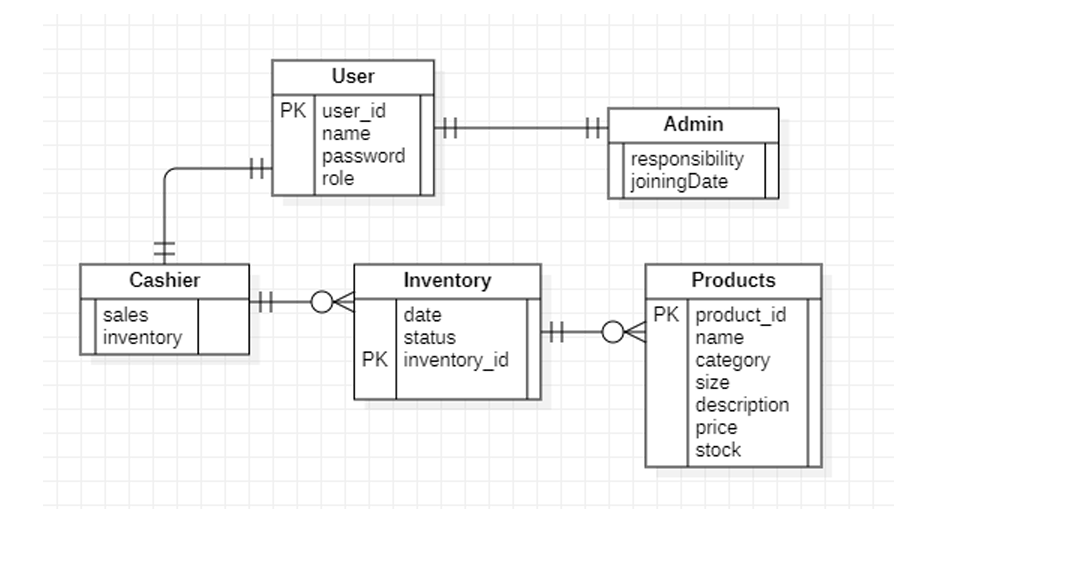 User
PK user_id
name
password
role
Admin
responsibility
joiningDate
Cashier
sales
inventory
Inventory
date
status
PK inventory_id
Products
PK product_id
name
category
size
description
price
stock